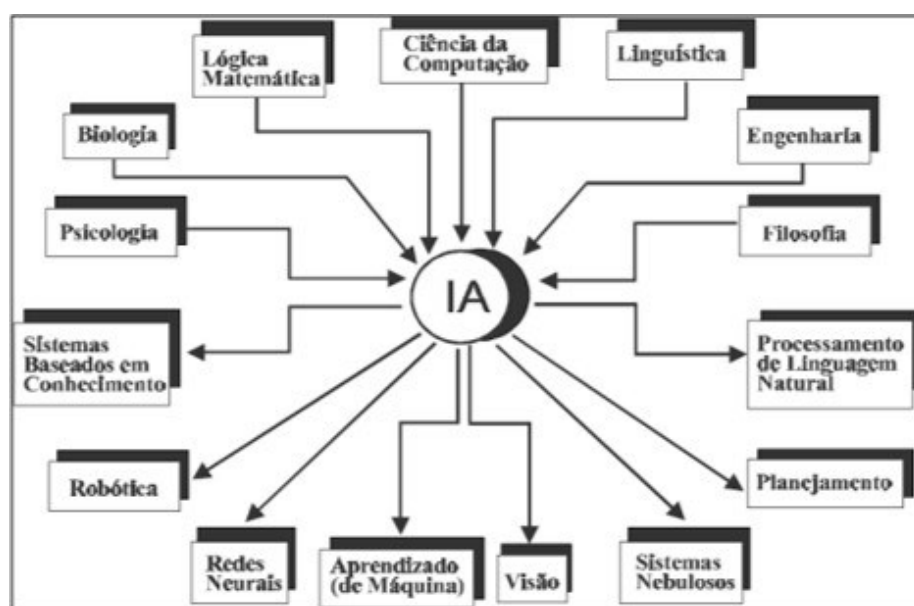 Lógica
Matemática
Ciência da
Computação
Linguística
Biologia
Engenharia
Psicologia
Filosofia
IA
Sistemas
Baseados em
Conhecimento
Processamento
de Linguagem
Natural
Robótica
Planejamento
Redes
Neurais
Aprendizado
(de Máquina)
Visão
Sistemas
Nebulosos